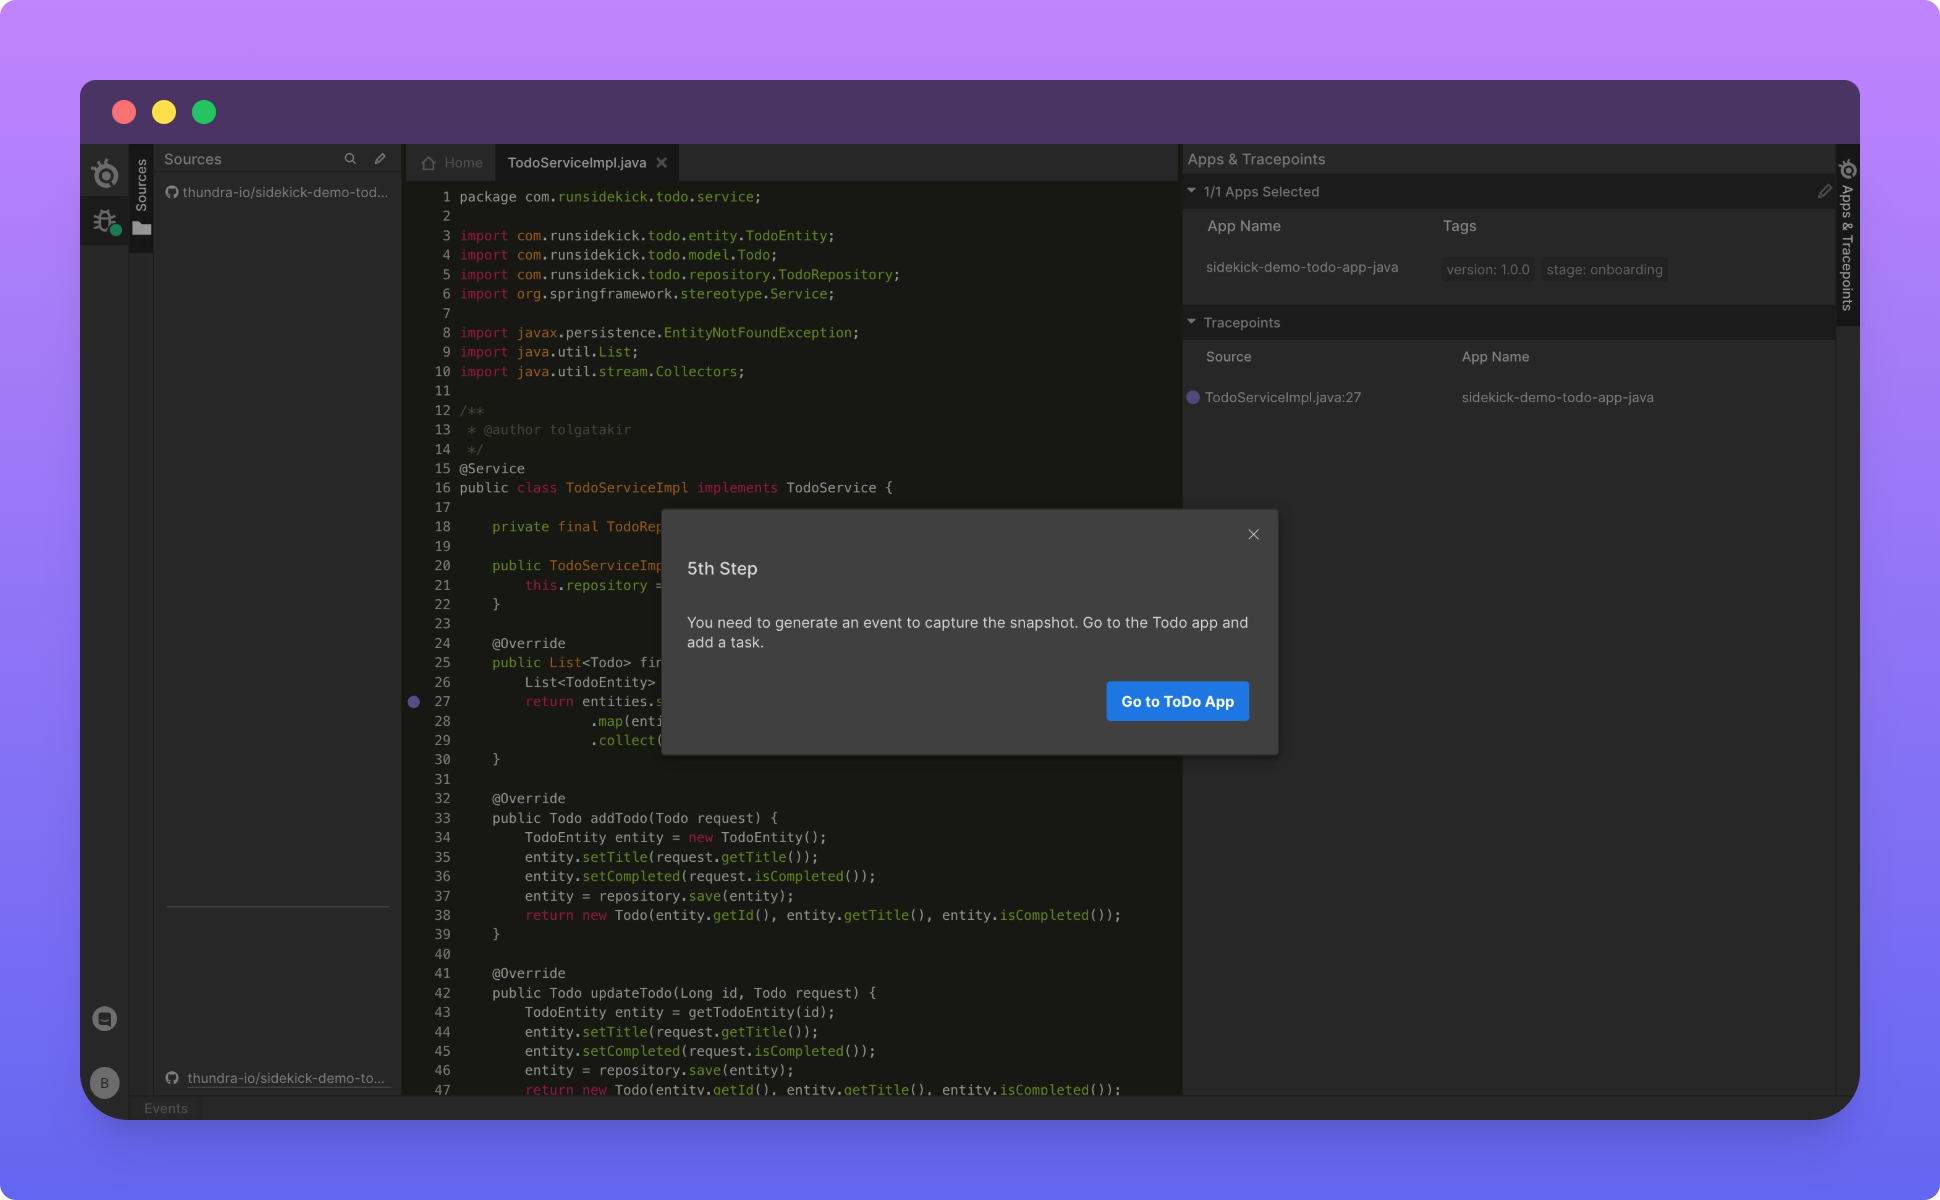 Sources
thundra-io/sidekick-demo-tod...
Sources
Home
TodoServiceImpl.java
1 package com.runsidekick.todo.service;
2
3 import com.runsidekick.todo.entity.TodoEntity;
4 import com.runsidekick.todo.model.Todo;
5 import com.runsidekick.todo.repository.TodoRepository;
6 import org.springframework.stereotype.Service;
7
8 import javax.persistence.EntityNotFoundException;
9 import java.util.List;
10 import java.util.stream.Collectors;
11
12 /**
13 * @author tolgatakir
14 */
15 @Service
16 public class TodoServiceImpl implements TodoService {
17
18 private final TodoRep
19
20 public TodoServiceImp
21 this.repository =
22 }
23
24 @Override
25 public List<Todo> fin
26 List<TodoEntity>
27 return entities.s
28 .map(enti
29 .collect(
30 }
31
32 @Override
33 public Todo addTodo(Todo request) {
34 TodoEntity entity = new TodoEntity();
35 entity.setTitle(request.getTitle());
36 entity.setCompleted(request.isCompleted());
37 entity = repository.save(entity);
38 return new Todo(entity.getId(), entity.getTitle(), entity.isCompleted());
39 }
40
41 @Override
42 public Todo updateTodo(Long id, Todo request) {
43 TodoEntity entity = getTodoEntity(id);
44 entity.setTitle(request.getTitle());
45 entity.setCompleted(request.isCompleted());
46 entity = repository.save(entity);
47 return new Todo(entity.getId(), entity.getTitle(), entity.isCompleted());
5th Step
You need to generate an event to capture the snapshot. Go to the Todo app and
add a task.
Go to ToDo App
Apps & Tracepoints
1/1 Apps Selected
App Name Tags
sidekick-demo-todo-app-java version: 1.0.0 stage: onboarding
Tracepoints
Source App Name
TodoServiceImpl.java:27 sidekick-demo-todo-app-java
Apps & Tracepoints
B
thundra-io/sidekick-demo-to...
Events